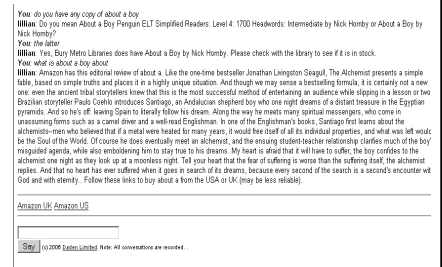 You: do you have any copy of about a boy
lillian: Do you mean About a Boy Penguin ELT Simplified Readers: Level 4: 1700 Headwords: Intermediate by Nick Hornby or About a Boy by
Nick Hornby?
You: the latter
lillian: Yes, Bury Metro Libraries does have About a Boy by Nick Hornby. Please check with the library to see if it is in stock.
You: what is about a boy about
lillian: Amazon has this editorial review of about a. Like the one-time bestseller Jonathan Livingston Seagull, The Alchemist presents a simple
fable, based on simple truths and places it in a highly unique situation. And though we may sense a bestselling formula, it is certainly not a new
one: even the ancient tribal storytellers knew that this is the most successful method of entertaining an audience while slipping in a lesson or two
Brazilian storyteller Paulo Coehlo introduces Santiago, an Andalucian shepherd boy who one night dreams of a distant treasure in the Egyptian
pyramids. And so he's off: leaving Spain to literally follow his dream. Along the way he meets many spiritual messengers, who come in
unassuming forms such as a camel driver and a well-read Englishman. In one of the Englishman's books, Santiago first learns about the
alchemists--men who believed that if a metal were heated for many years, it would free itself of all its individual properties, and what was left would
be the Soul of the World. Of course he does eventually meet an alchemist, and the ensuing student-teacher relationship clarifies much of the boy'
misguided agenda, while also emboldening him to stay true to his dreams. My heart is afraid that it will have to suffer, the boy confides to the
alchemist one night as they look up at a moonless night. Tell your heart that the fear of suffering is worse than the suffering itself, the alchemist
replies. And that no heart has ever suffered when it goes in search of its dreams, because every second of the search is a second's encounter wit
God and with eternity.. Follow these links to buy about a from the USA or UK (may be less reliable).
Amazon UK Amazon US
Say (c) 2006 Daden Limited. Note: All conversations are recorded. .